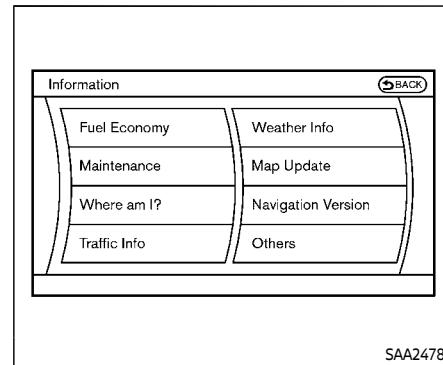 Information
BACK
Fuel Economy
Weather Info
Maintenance
Map Update
Where am I?
Navigation Version
Traffic Info
Others
SAA2478